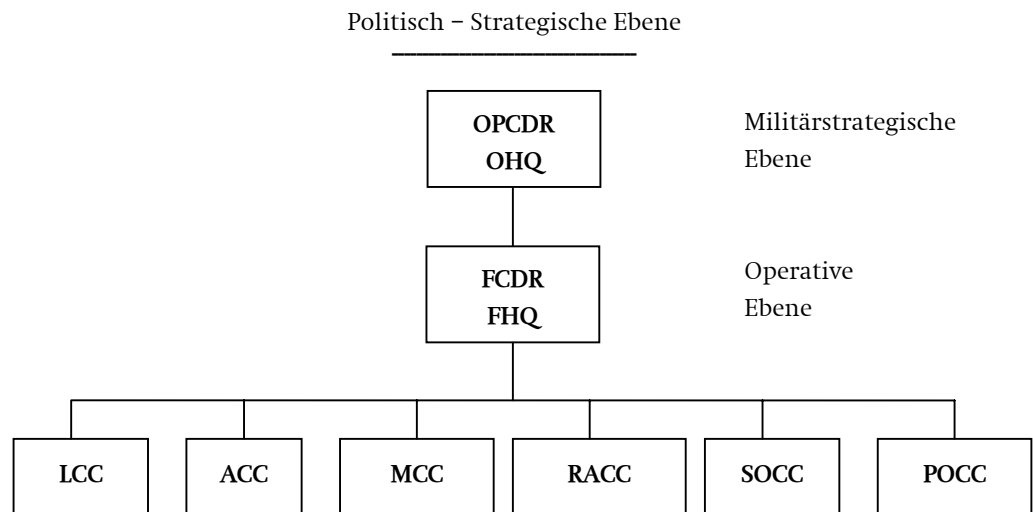 Politisch – Strategische Ebene
OPCDR
OHQ
Militärstrategische
Ebene
FCDR
FHQ
Operative
Ebene
LCC
ACC
MCC
RACC
SOCC
POCC